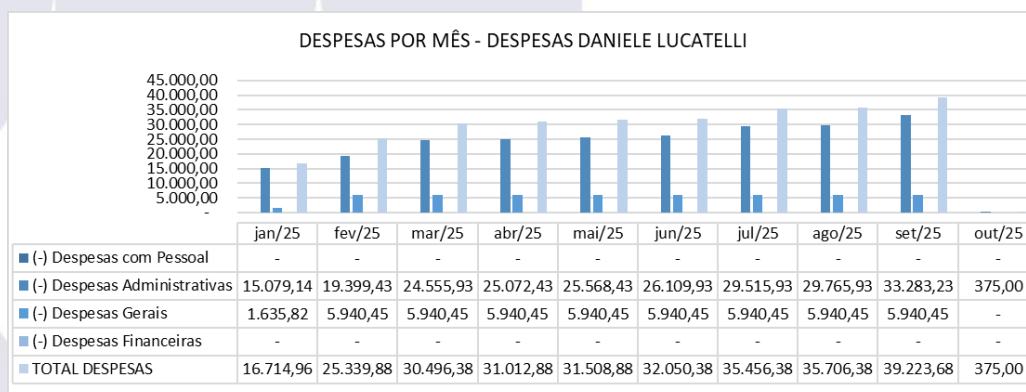 DESPESAS POR MÊS - DESPESAS DANIELE LUCATELLI
45.000,00
40.000,00
35.000,00
30.000,00
25.000,00
20.000,00
15.000,00
10.000,00
5.000,00
-
jan/25 fev/25 mar/25 abr/25 mai/25 jun/25 jul/25 ago/25 set/25 out/25
(-) Despesas com Pessoal - - - - - - - - - -
(-) Despesas Administrativas 15.079,14 19.399,43 24.555,93 25.072,43 25.568,43 26.109,93 29.515,93 29.765,93 33.283,23 375,00
(-) Despesas Gerais 1.635,82 5.940,45 5.940,45 5.940,45 5.940,45 5.940,45 5.940,45 5.940,45 5.940,45 -
(-) Despesas Financeiras - - - - - - - - - -
TOTAL DESPESAS 16.714,96 25.339,88 30.496,38 31.012,88 31.508,88 32.050,38 35.456,38 35.706,38 39.223,68 375,00